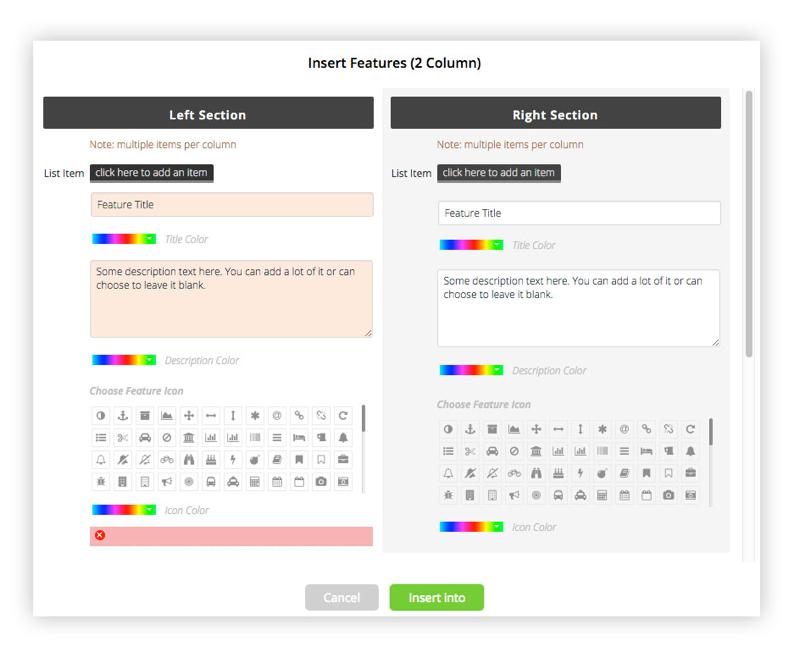 Insert Features (2 Column)
Left Section
Note: multiple items per column
List Item click here to add an item
Feature Title
Title Color
Some description text here. You can add a lot of it or can
choose to leave it blank.
Description Color
Choose Feature Icon
Icon Color
Right Section
Note: multiple items per column
List Item click here to add an item
Feature Title
Title Color
Some description text here. You can add a lot of it or can
choose to leave it blank.
Description Color
Choose Feature Icon
Icon Color
Cancel Insert into